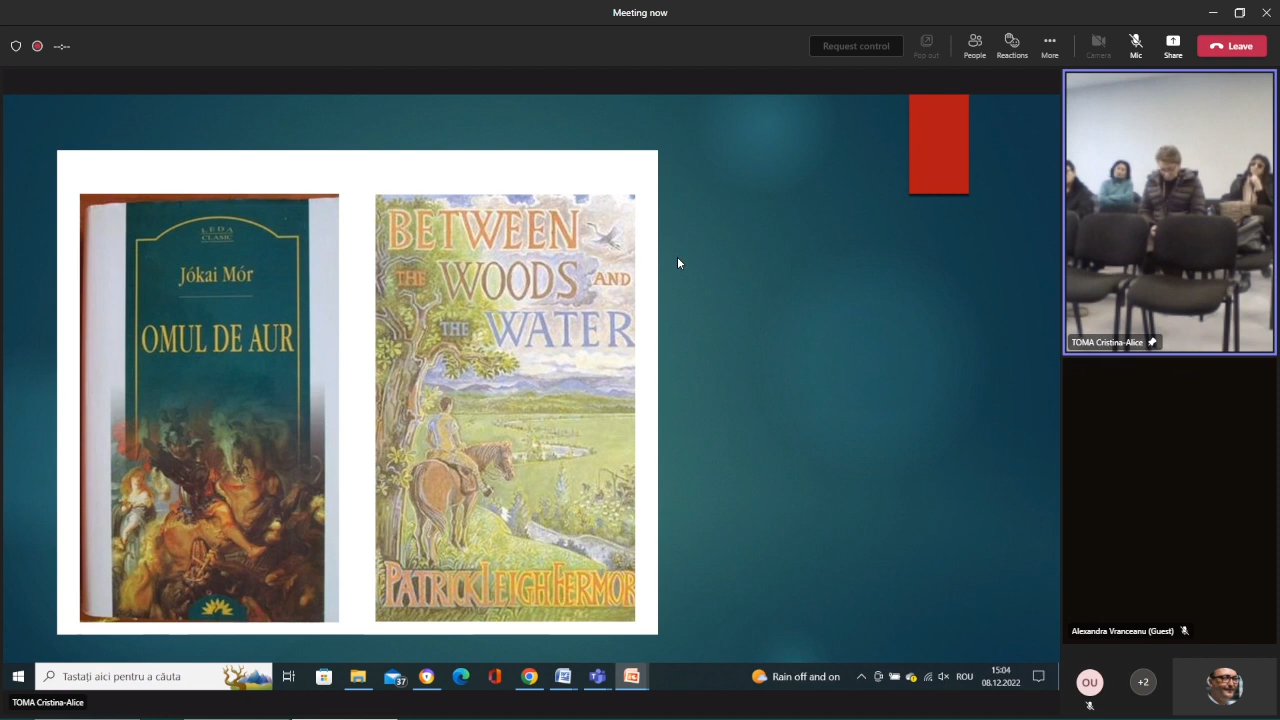 Meeting now
Request control
Pop out
People
Reactions
More
Camera
Mic
Share
Leave
LEDA
CLASIC
Jókai Mór
OMUL DE AUR
BETWEEN
THE WOODS AND
THE WATER
PATRICK LEIGH FERMOR
TOMA Cristina-Alice
Alexandra Vranceanu (Guest)
OU
+2
Tastați aici pentru a căuta
37
Rain off and on
ROU
15:04
08.12.2022
TOMA Cristina-Alice